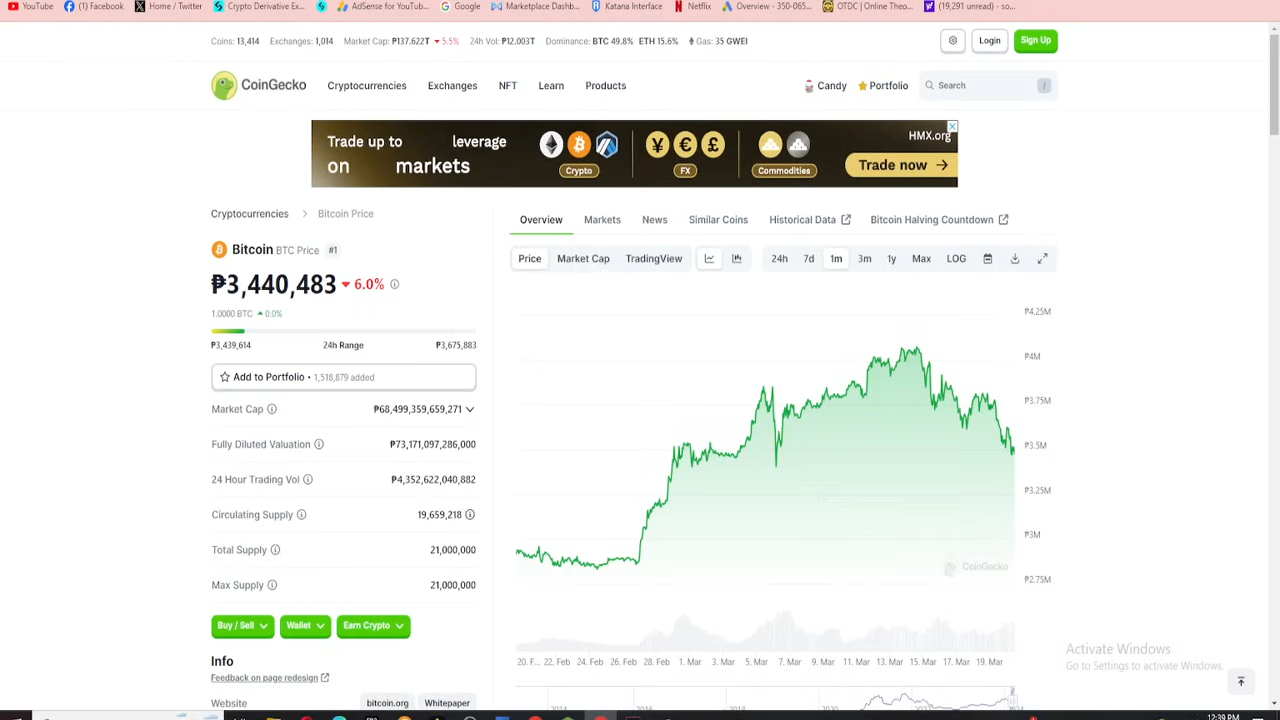 YouTube (1) Facebook Home / Twitter Crypto Derivative Ex... AdSense for YouTub... Google Marketplace Dashb... Katana Interface Netflix Overview - 350-065... OTDC | Online Theo... (19,291 unread) - so...
Coins: 13,414 Exchanges: 1,014 Market Cap: ₱137.622T 5.5% 24h Vol: ₱12.003T Dominance: BTC 49.8% ETH 15.6% Gas: 35 GWEI
Login Sign Up
CoinGecko Cryptocurrencies Exchanges NFT Learn Products Candy Portfolio Search /
Trade up to leverage
on markets
Crypto FX Commodities
HMX.org
Trade now →
Cryptocurrencies > Bitcoin Price
Bitcoin BTC Price #1
₱3,440,483 6.0%
1.0000 BTC 0.0%
₱3,439,614 24h Range ₱3,675,883
Add to Portfolio • 1,518,879 added
Market Cap ₱68,499,359,659,271
Fully Diluted Valuation ₱73,171,097,286,000
24 Hour Trading Vol ₱4,352,622,040,882
Circulating Supply 19,659,218
Total Supply 21,000,000
Max Supply 21,000,000
Buy / Sell Wallet Earn Crypto
Info
Feedback on page redesign
Website bitcoin.org Whitepaper
Overview Markets News Similar Coins Historical Data Bitcoin Halving Countdown
Price Market Cap TradingView 24h 7d 1m 3m 1y Max LOG
₱4.25M
₱4M
₱3.75M
₱3.5M
₱3.25M
₱3M
₱2.75M
CoinGecko
20. F... 22. Feb 24. Feb 26. Feb 28. Feb 1. Mar 3. Mar 5. Mar 7. Mar 9. Mar 11. Mar 13. Mar 15. Mar 17. Mar 19. Mar
Activate Windows
Go to Settings to activate Windows.
12:39 PM